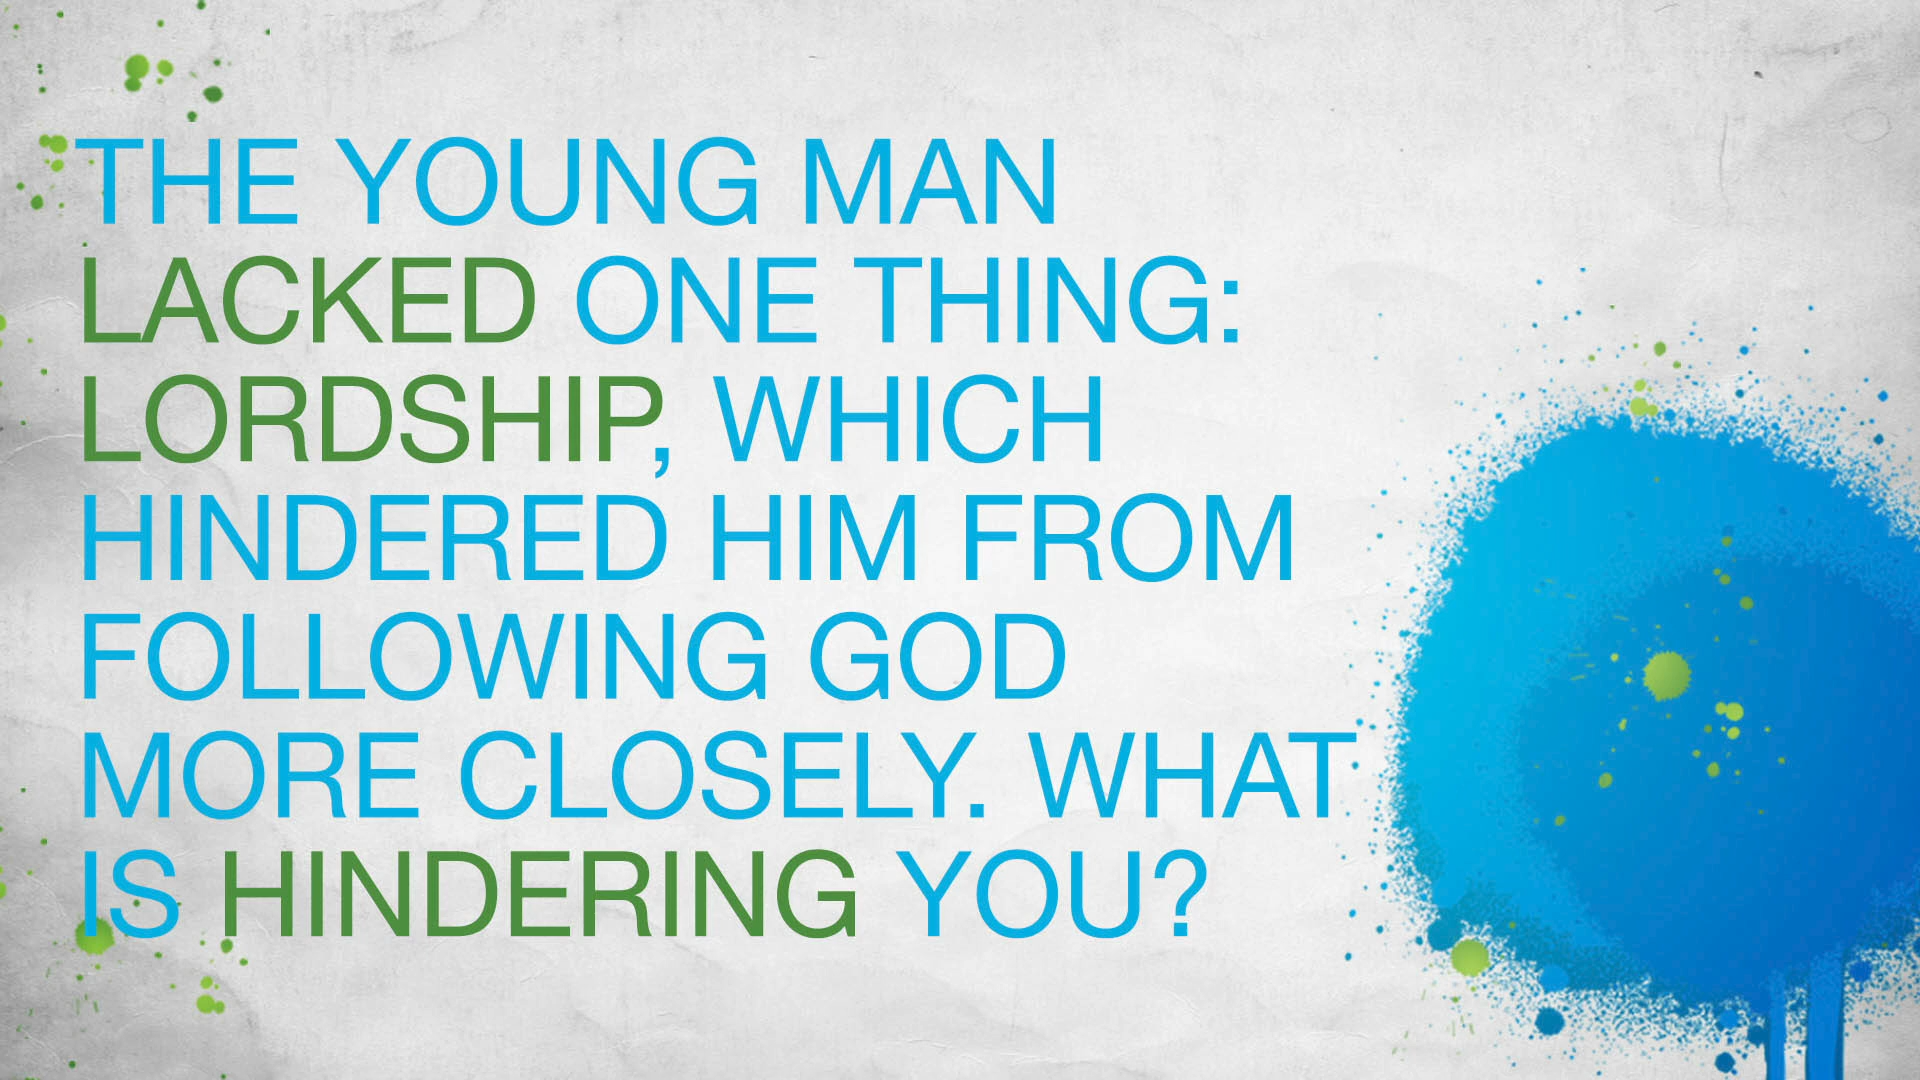 THE YOUNG MAN
LACKED ONE THING:
LORDSHIP, WHICH
HINDERED HIM FROM
FOLLOWING GOD
MORE CLOSELY. WHAT
IS HINDERING YOU?